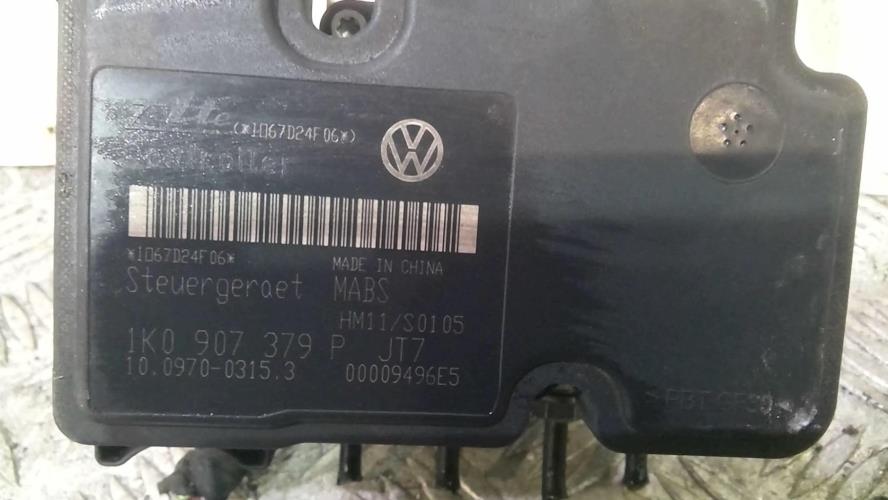 (*1067D24F06*)
*1067D24F06*
MADE IN CHINA
Steuergeraet MABS
HM11/S0105
1K0 907 379 P JT7
10.0970-0315.3 00009496E5